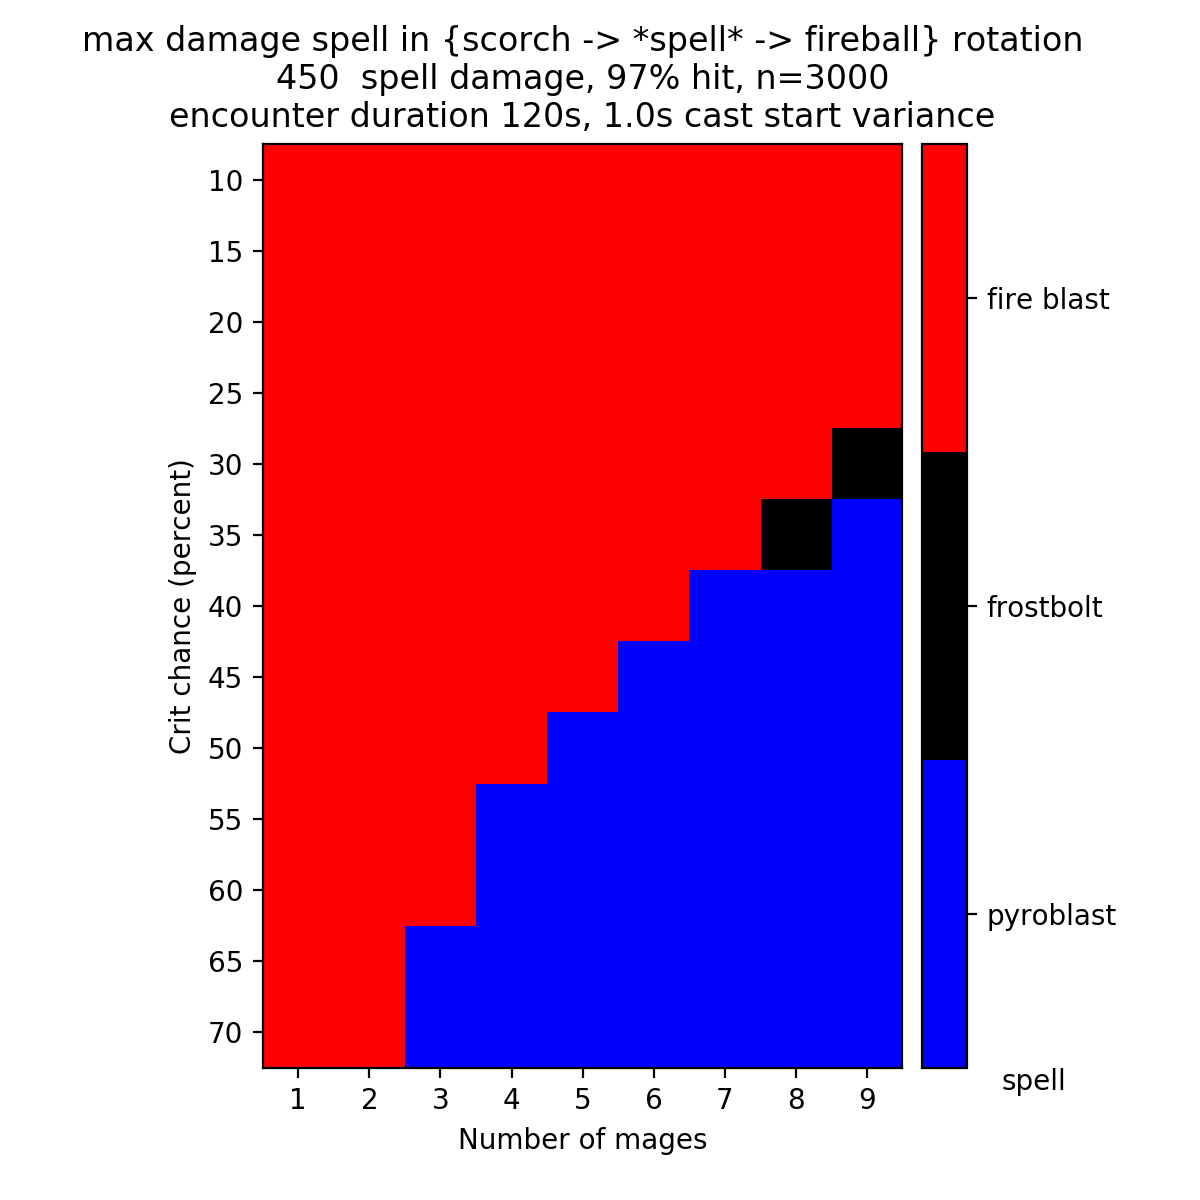 max damage spell in {scorch -> *spell* -> fireball} rotation
450  spell damage, 97% hit, n=3000
encounter duration 120s, 1.0s cast start variance
Crit chance (percent)
10
15
20
25
30
35
40
45
50
55
60
65
70
1 2 3 4 5 6 7 8 9
Number of mages
fire blast
frostbolt
pyroblast
spell